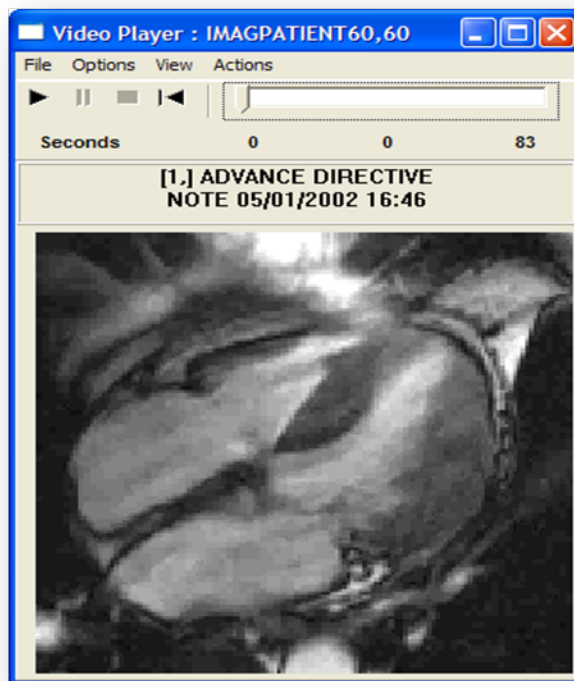 Video Player : IMAGPATIENT60,60
File Options View Actions
Seconds 0 0 83
[1,] ADVANCE DIRECTIVE
NOTE 05/01/2002 16:46